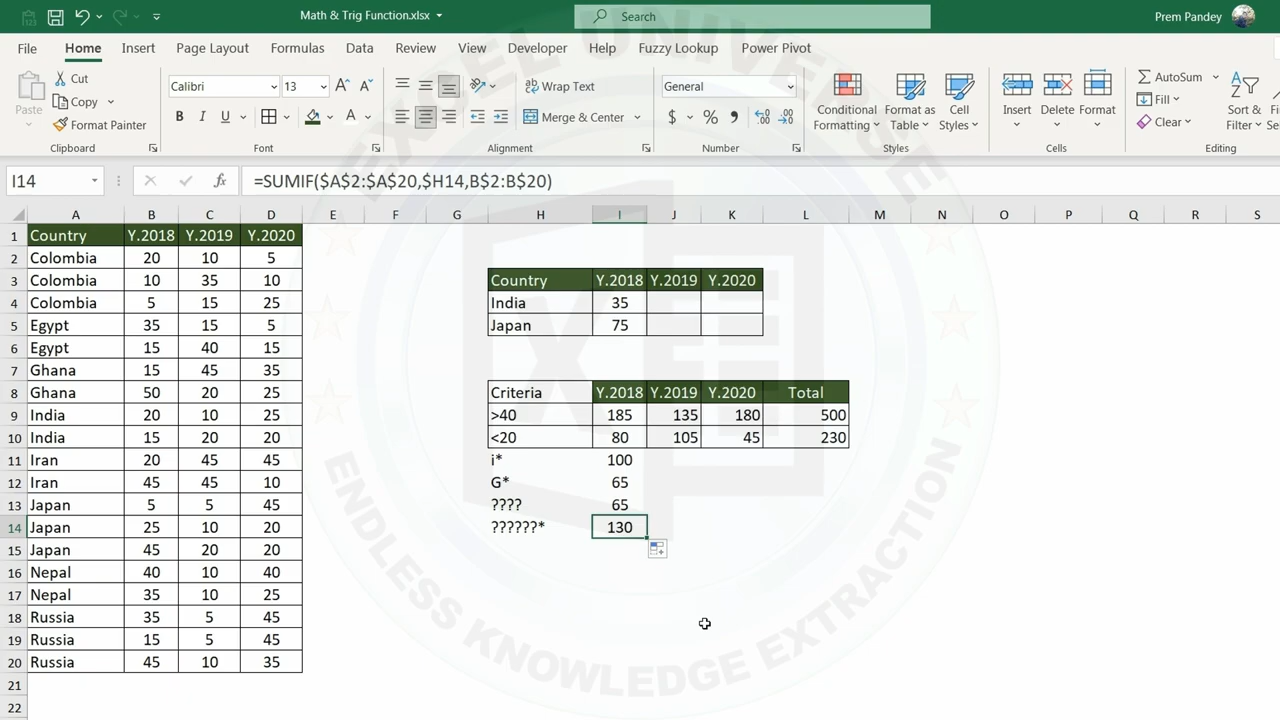 Math & Trig Function.xlsx
Search
Prem Pandey
File Home Insert Page Layout Formulas Data Review View Developer Help Fuzzy Lookup Power Pivot
Paste
Cut
Copy
Format Painter
Clipboard
Calibri 13
B I U
Font
Wrap Text
Merge & Center
Alignment
General
$ % ,
Number
Conditional Formatting
Format as Table
Cell Styles
Styles
Insert Delete Format
Cells
AutoSum
Fill
Clear
Sort & Filter
Editing
I14 fx =SUMIF($A$2:$A$20,$H14,B$2:B$20)
A B C D E F G H I J K L M N O P Q R S
1 Country Y.2018 Y.2019 Y.2020
2 Colombia 20 10 5
3 Colombia 10 35 10 Country Y.2018 Y.2019 Y.2020
4 Colombia 5 15 25 India 35
5 Egypt 35 15 5 Japan 75
6 Egypt 15 40 15
7 Ghana 15 45 35
8 Ghana 50 20 25 Criteria Y.2018 Y.2019 Y.2020 Total
9 India 20 10 25 >40 185 135 180 500
10 India 15 20 20 <20 80 105 45 230
11 Iran 20 45 45 i* 100
12 Iran 45 45 10 G* 65
13 Japan 5 5 45 ???? 65
14 Japan 25 10 20 ??????* 130
15 Japan 45 20 20
16 Nepal 40 10 40
17 Nepal 35 10 25
18 Russia 35 5 45
19 Russia 15 5 45
20 Russia 45 10 35
21
22
EXCEL UNIVERSE
ENDLESS KNOWLEDGE EXTRACTION